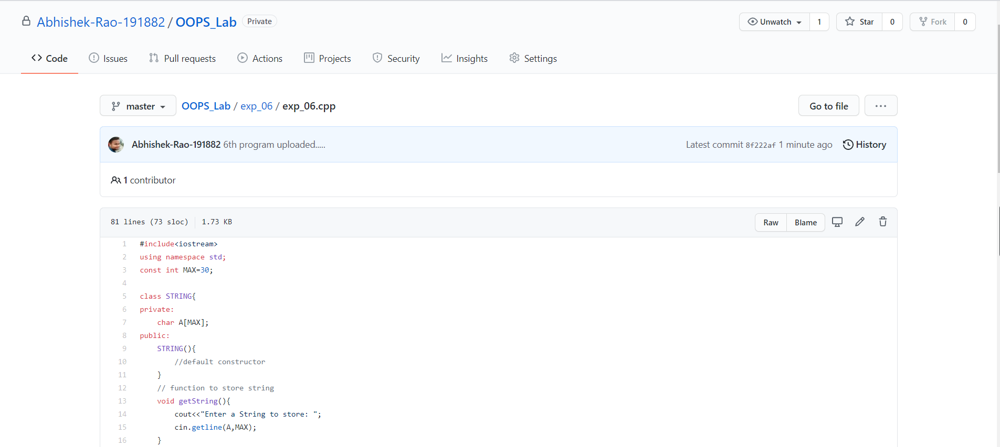 Abhishek-Rao-191882 / OOPS_Lab Private Unwatch 1 Star 0 Fork 0
Code Issues Pull requests Actions Projects Security Insights Settings
master OOPS_Lab / exp_06 / exp_06.cpp Go to file ...
Abhishek-Rao-191882 6th program uploaded..... Latest commit 8f222af 1 minute ago History
1 contributor
81 lines (73 sloc) 1.73 KB Raw Blame
1 #include<iostream>
2 using namespace std;
3 const int MAX=30;
4
5 class STRING{
6 private:
7 char A[MAX];
8 public:
9 STRING(){
10 //default constructor
11 }
12 // function to store string
13 void getString(){
14 cout<<"Enter a String to store: ";
15 cin.getline(A,MAX);
16 }